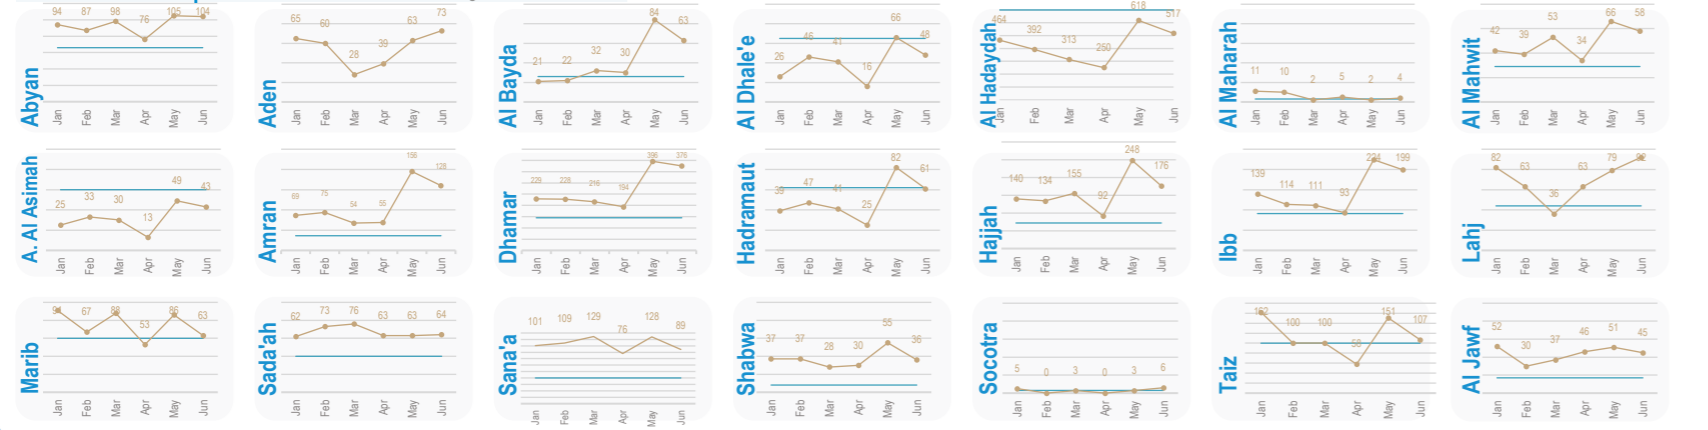 Abyan
94 87 98 76 105 104
Jan Feb Mar Apr May Jun
Aden
65 60 28 39 63 73
Jan Feb Mar Apr May Jun
Al Bayda
21 22 32 30 84 63
Jan Feb Mar Apr May Jun
Al Dhale'e
26 46 41 16 66 48
Jan Feb Mar Apr May Jun
Al Hadaydah
464 392 313 250 618 517
Jan Feb Mar Apr May Jun
Al Maharah
11 10 2 5 2 4
Jan Feb Mar Apr May Jun
Al Mahwit
42 39 53 34 66 58
Jan Feb Mar Apr May Jun
A. Al Asimah
25 33 30 13 49 43
Jan Feb Mar Apr May Jun
Amran
69 75 54 55 156 128
Jan Feb Mar Apr May Jun
Dhamar
229 228 216 194 396 376
Jan Feb Mar Apr May Jun
Hadramaut
39 47 41 25 82 61
Jan Feb Mar Apr May Jun
Hajjah
140 134 155 92 248 176
Jan Feb Mar Apr May Jun
Ibb
139 114 111 93 224 199
Jan Feb Mar Apr May Jun
Lahj
82 63 36 63 79
Jan Feb Mar Apr May Jun
Marib
94 67 88 53 86 63
Jan Feb Mar Apr May Jun
Sada'ah
62 73 76 63 63 64
Jan Feb Mar Apr May Jun
Sana'a
101 109 129 76 128 89
Jan Feb Mar Apr May Jun
Shabwa
37 37 28 30 55 36
Jan Feb Mar Apr May Jun
Socotra
5 0 3 0 3 6
Jan Feb Mar Apr May Jun
Taiz
162 100 100 58 151 107
Jan Feb Mar Apr May Jun
Al Jawf
52 30 37 46 51 45
Jan Feb Mar Apr May Jun